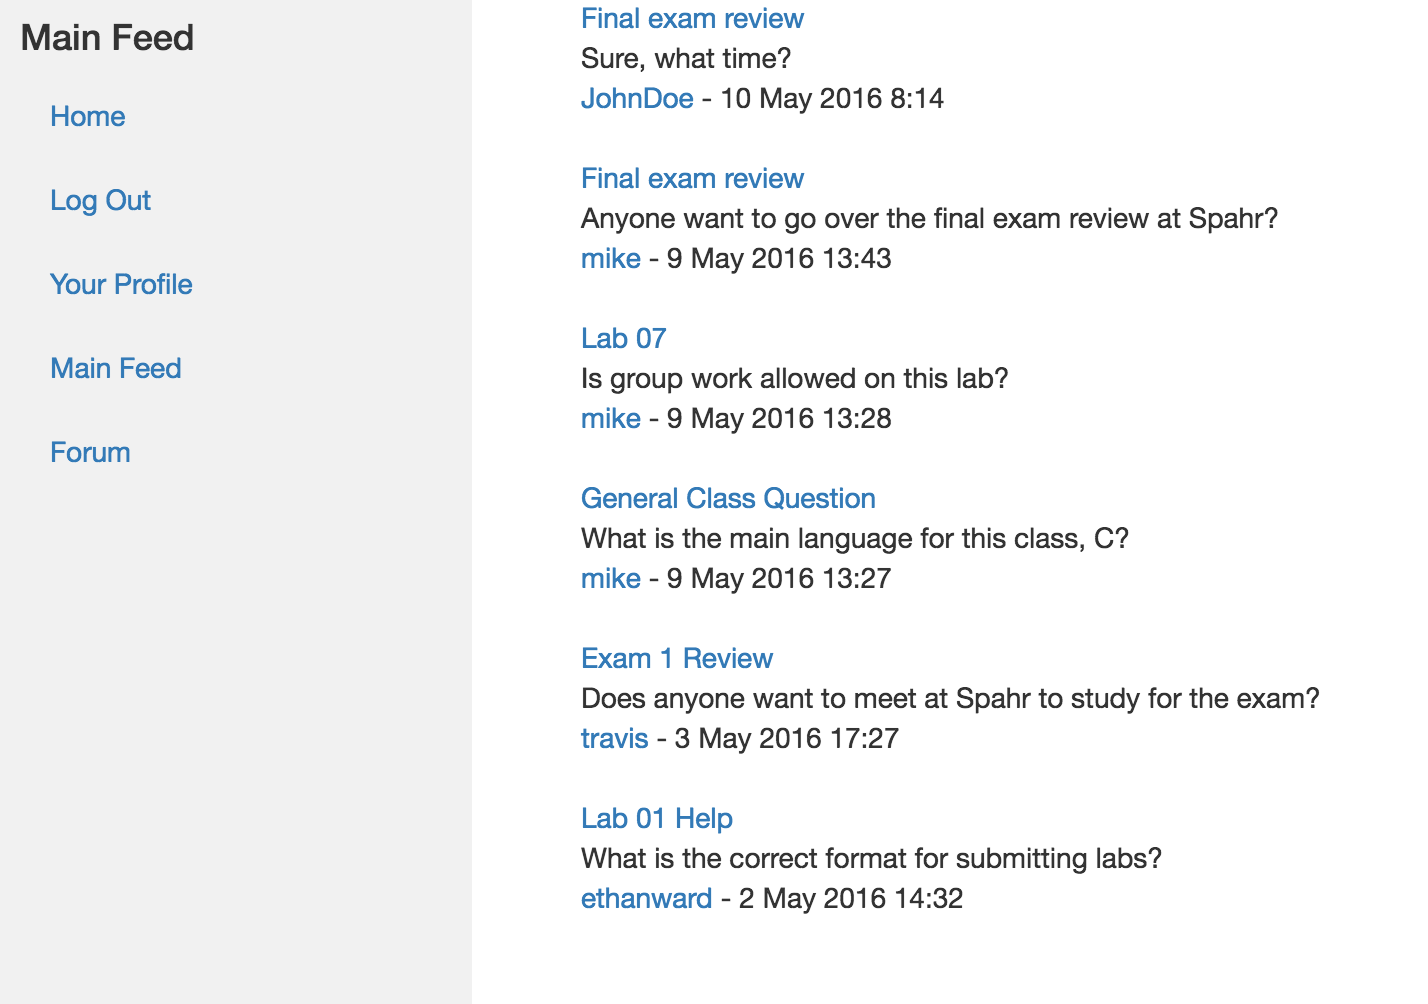 Main Feed
Home
Log Out
Your Profile
Main Feed
Forum
Final exam review
Sure, what time?
JohnDoe - 10 May 2016 8:14
Final exam review
Anyone want to go over the final exam review at Spahr?
mike - 9 May 2016 13:43
Lab 07
Is group work allowed on this lab?
mike - 9 May 2016 13:28
General Class Question
What is the main language for this class, C?
mike - 9 May 2016 13:27
Exam 1 Review
Does anyone want to meet at Spahr to study for the exam?
travis - 3 May 2016 17:27
Lab 01 Help
What is the correct format for submitting labs?
ethanward - 2 May 2016 14:32